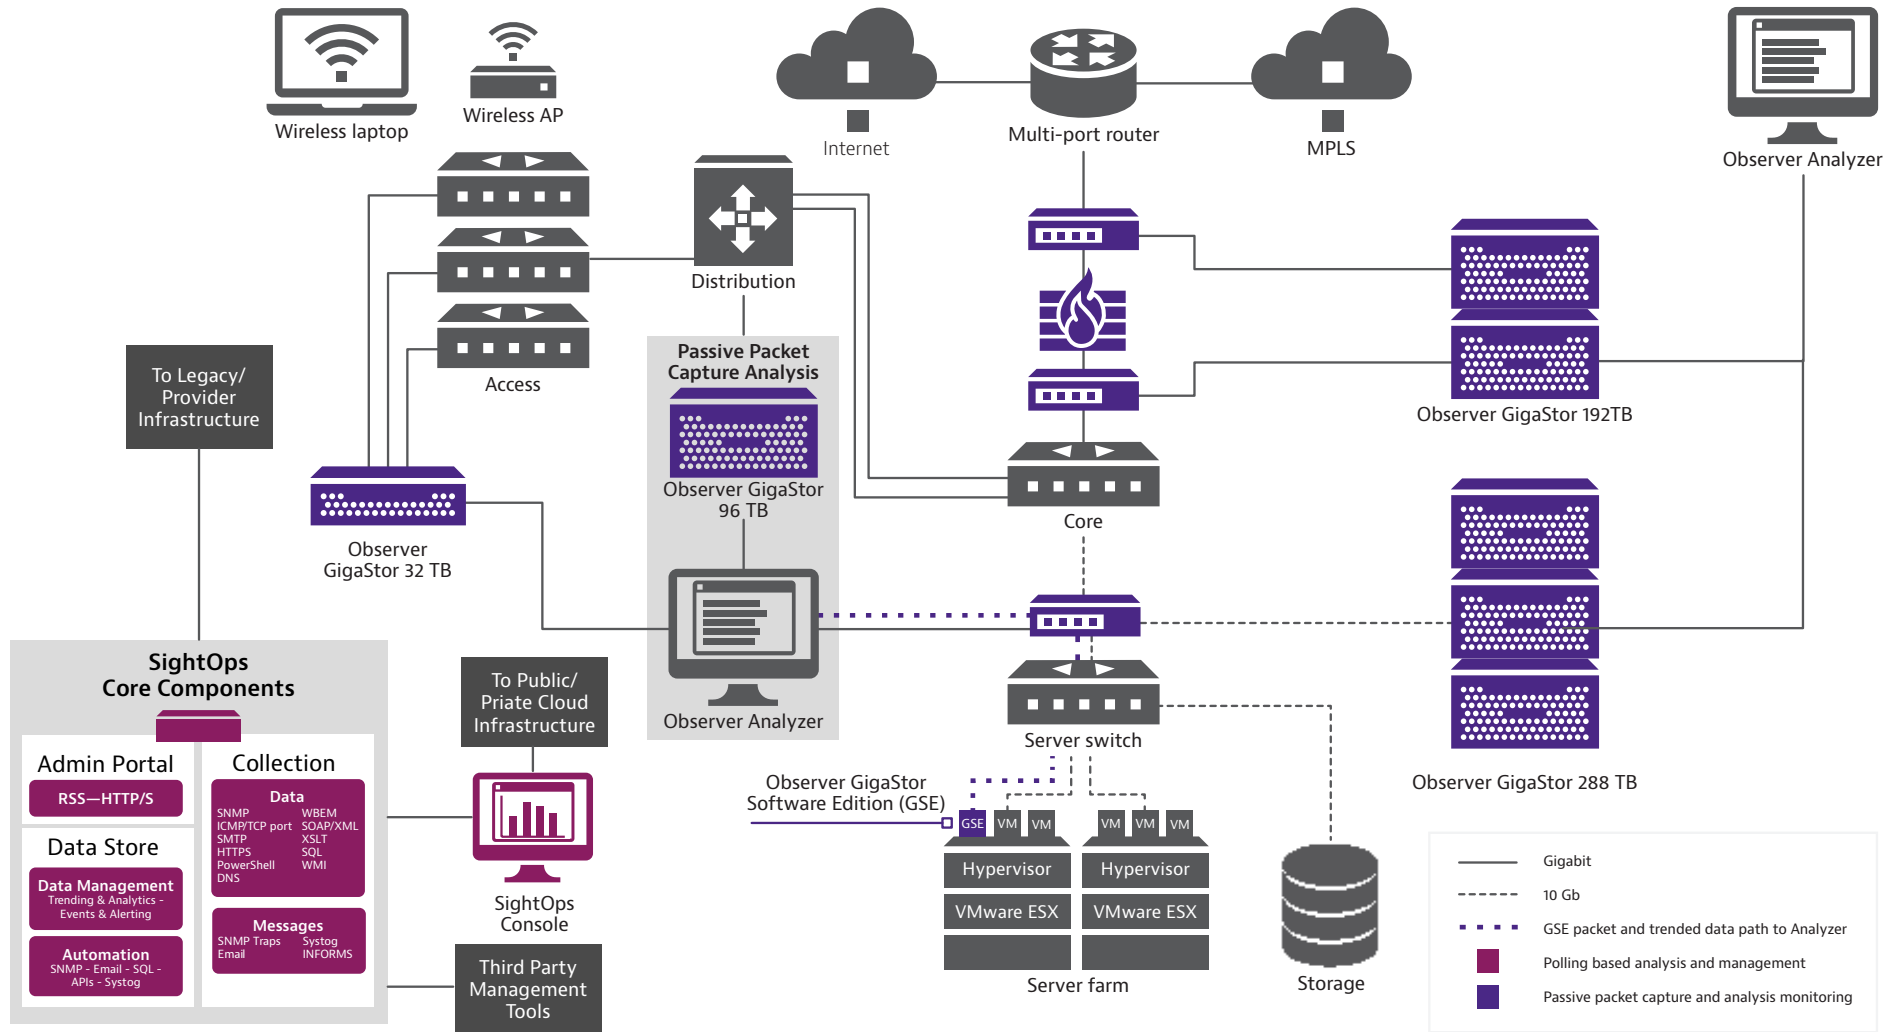 Wireless laptop
Wireless AP
Internet
Multi-port router
MPLS
Observer Analyzer
Access
Distribution
Passive Packet
Capture Analysis
Observer GigaStor
96 TB
Observer Analyzer
To Legacy/
Provider
Infrastructure
Observer
GigaStor 32 TB
Core
Observer GigaStor 192TB
Observer GigaStor 288 TB
Server switch
SightOps
Core Components
Admin Portal
RSS—HTTP/S
Data Store
Data Management
Trending & Analytics -
Events & Alerting
Automation
SNMP - Email - SQL -
APIs - Systog
Collection
Data
SNMP WBEM
ICMP/TCP port SOAP/XML
SMTP XSLT
HTTPS SQL
PowerShell WMI
DNS
Messages
SNMP Traps Systog
Email INFORMS
To Public/
Priate Cloud
Infrastructure
SightOps
Console
Third Party
Management
Tools
Observer GigaStor
Software Edition (GSE)
GSE VM VM
VM VM VM
Hypervisor Hypervisor
VMware ESX VMware ESX
Server farm
Storage
Gigabit
10 Gb
GSE packet and trended data path to Analyzer
Polling based analysis and management
Passive packet capture and analysis monitoring